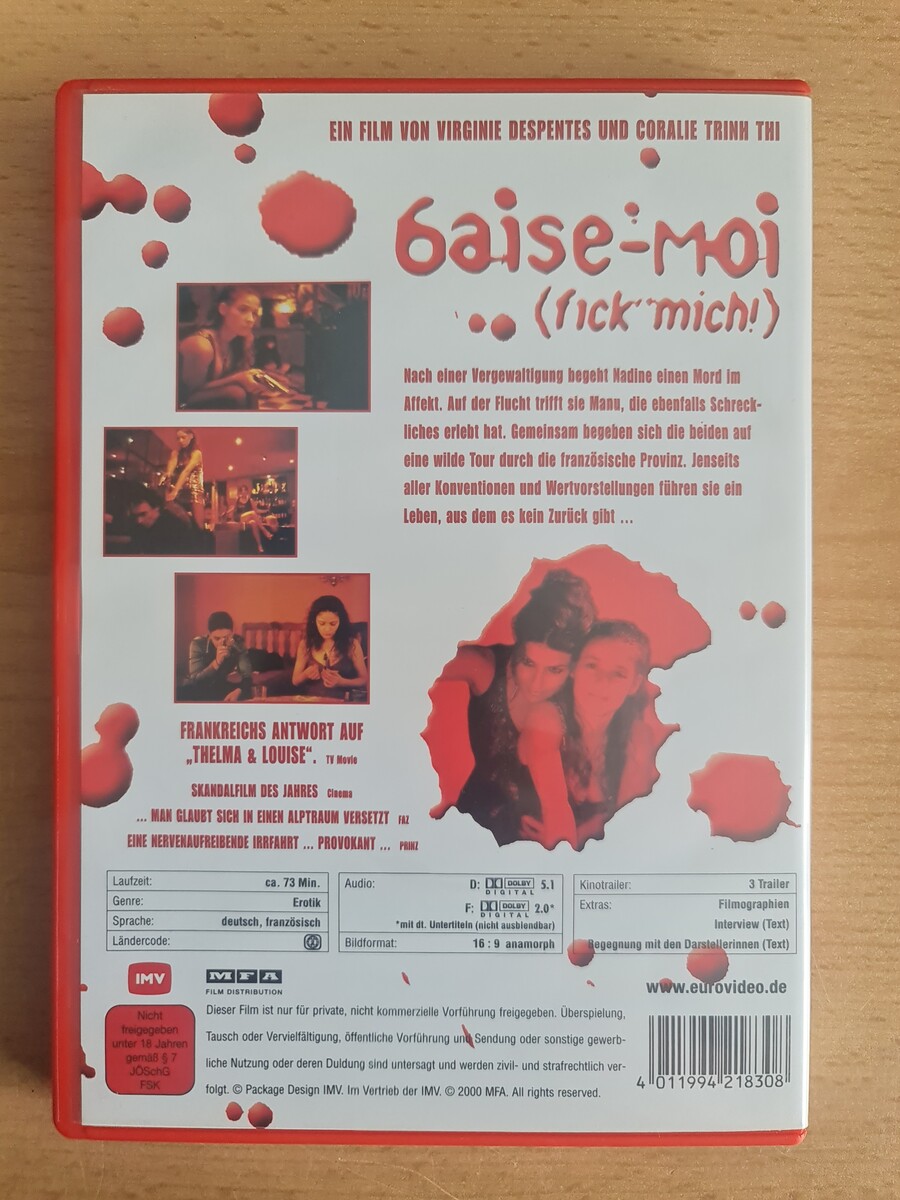 EIN FILM VON VIRGINIE DESPENTES UND CORALIE TRINH THI
baise-moi
(fick mich!)
Nach einer Vergewaltigung begeht Nadine einen Mord im
Affekt. Auf der Flucht trifft sie Manu, die ebenfalls Schreck-
liches erlebt hat. Gemeinsam begeben sich die beiden auf
eine wilde Tour durch die französische Provinz. Jenseits
aller Konventionen und Wertvorstellungen führen sie ein
Leben, aus dem es kein Zurück gibt ...
FRANKREICHS ANTWORT AUF
„THELMA & LOUISE“. TV Movie
SKANDALFILM DES JAHRES Cinema
... MAN GLAUBT SICH IN EINEN ALPTRAUM VERSETZT FAZ
EINE NERVENAUFREIBENDE IRRFAHRT ... PROVOKANT ... PRINZ
Laufzeit: ca. 73 Min.
Genre: Erotik
Sprache: deutsch, französisch
Ländercode:
Audio: D: DOLBY DIGITAL 5.1
F: DOLBY DIGITAL 2.0*
*mit dt. Untertiteln (nicht ausblendbar)
Bildformat: 16 : 9 anamorph
Kinotrailer: 3 Trailer
Extras: Filmographien
Interview (Text)
Begegnung mit den Darstellerinnen (Text)
IMV
MFA
FILM DISTRIBUTION
www.eurovideo.de
Nicht
freigegeben
unter 18 Jahren
gemäß § 7
JÖSchG
FSK
Dieser Film ist nur für private, nicht kommerzielle Vorführung freigegeben. Überspielung,
Tausch oder Vervielfältigung, öffentliche Vorführung und Sendung oder sonstige gewerb-
liche Nutzung oder deren Duldung sind untersagt und werden zivil- und strafrechtlich ver-
folgt. © Package Design IMV. Im Vertrieb der IMV. © 2000 MFA. All rights reserved.
4 011994 218308